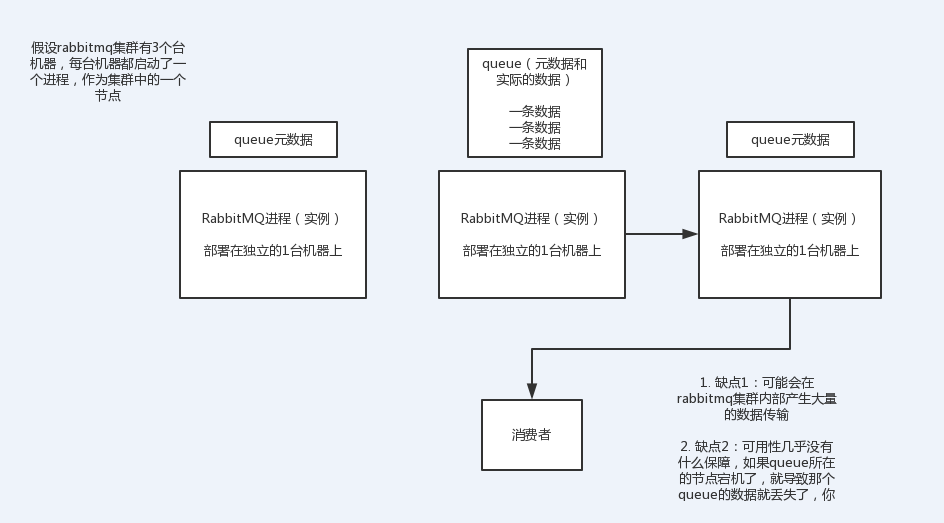 假设rabbitmq集群有3个台
机器，每台机器都启动了一
个进程，作为集群中的一个
节点
queue（元数据和
实际的数据）
一条数据
一条数据
一条数据
queue元数据
queue元数据
RabbitMQ进程（实例）
部署在独立的1台机器上
RabbitMQ进程（实例）
部署在独立的1台机器上
RabbitMQ进程（实例）
部署在独立的1台机器上
消费者
1. 缺点1：可能会在
rabbitmq集群内部产生大量
的数据传输
2. 缺点2：可用性几乎没有
什么保障，如果queue所在
的节点宕机了，就导致那个
queue的数据就丢失了，你